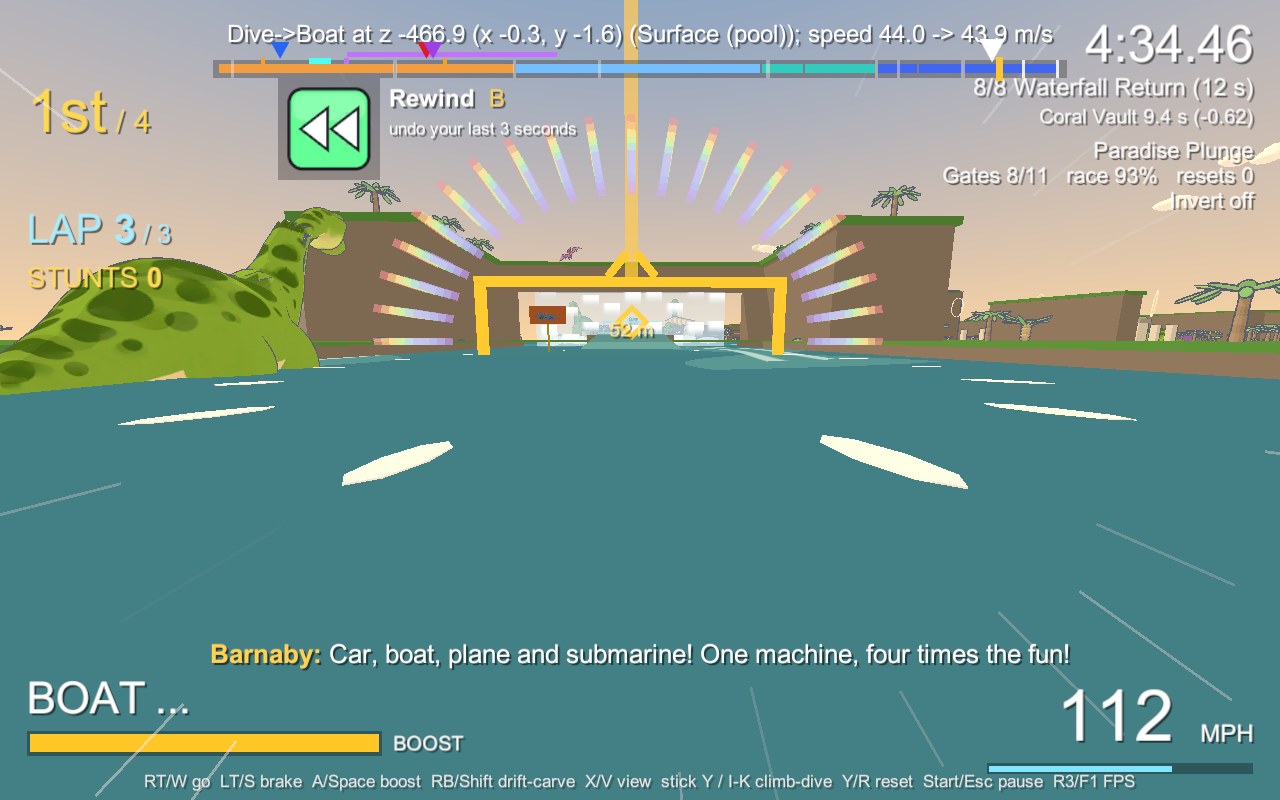 Dive->Boat at z -466.9 (x -0.3, y -1.6) (Surface (pool)); speed 44.0 -> 43.9 m/s
4:34.46
8/8 Waterfall Return (12 s)
Coral Vault 9.4 s (-0.62)
Paradise Plunge
Gates 8/11 race 93% resets 0
Invert off
1st / 4
Rewind B
undo your last 3 seconds
LAP 3 / 3
STUNTS 0
52 m
Barnaby: Car, boat, plane and submarine! One machine, four times the fun!
BOAT ...
BOOST
112 MPH
RT/W go LT/S brake A/Space boost RB/Shift drift-carve X/V view stick Y / I-K climb-dive Y/R reset Start/Esc pause R3/F1 FPS